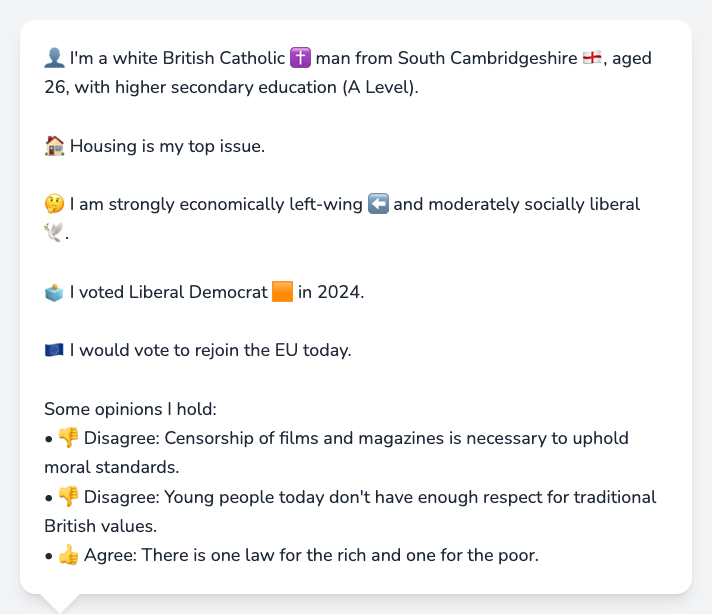 👤 I'm a white British Catholic ✝️ man from South Cambridgeshire 🏴󠁧󠁢󠁥󠁮󠁧󠁿, aged
26, with higher secondary education (A Level).
🏠 Housing is my top issue.
🤔 I am strongly economically left-wing ⬅️ and moderately socially liberal
🕊️.
🗳️ I voted Liberal Democrat 🟧 in 2024.
🇪🇺 I would vote to rejoin the EU today.
Some opinions I hold:
• 👎 Disagree: Censorship of films and magazines is necessary to uphold
moral standards.
• 👎 Disagree: Young people today don't have enough respect for traditional
British values.
• 👍 Agree: There is one law for the rich and one for the poor.